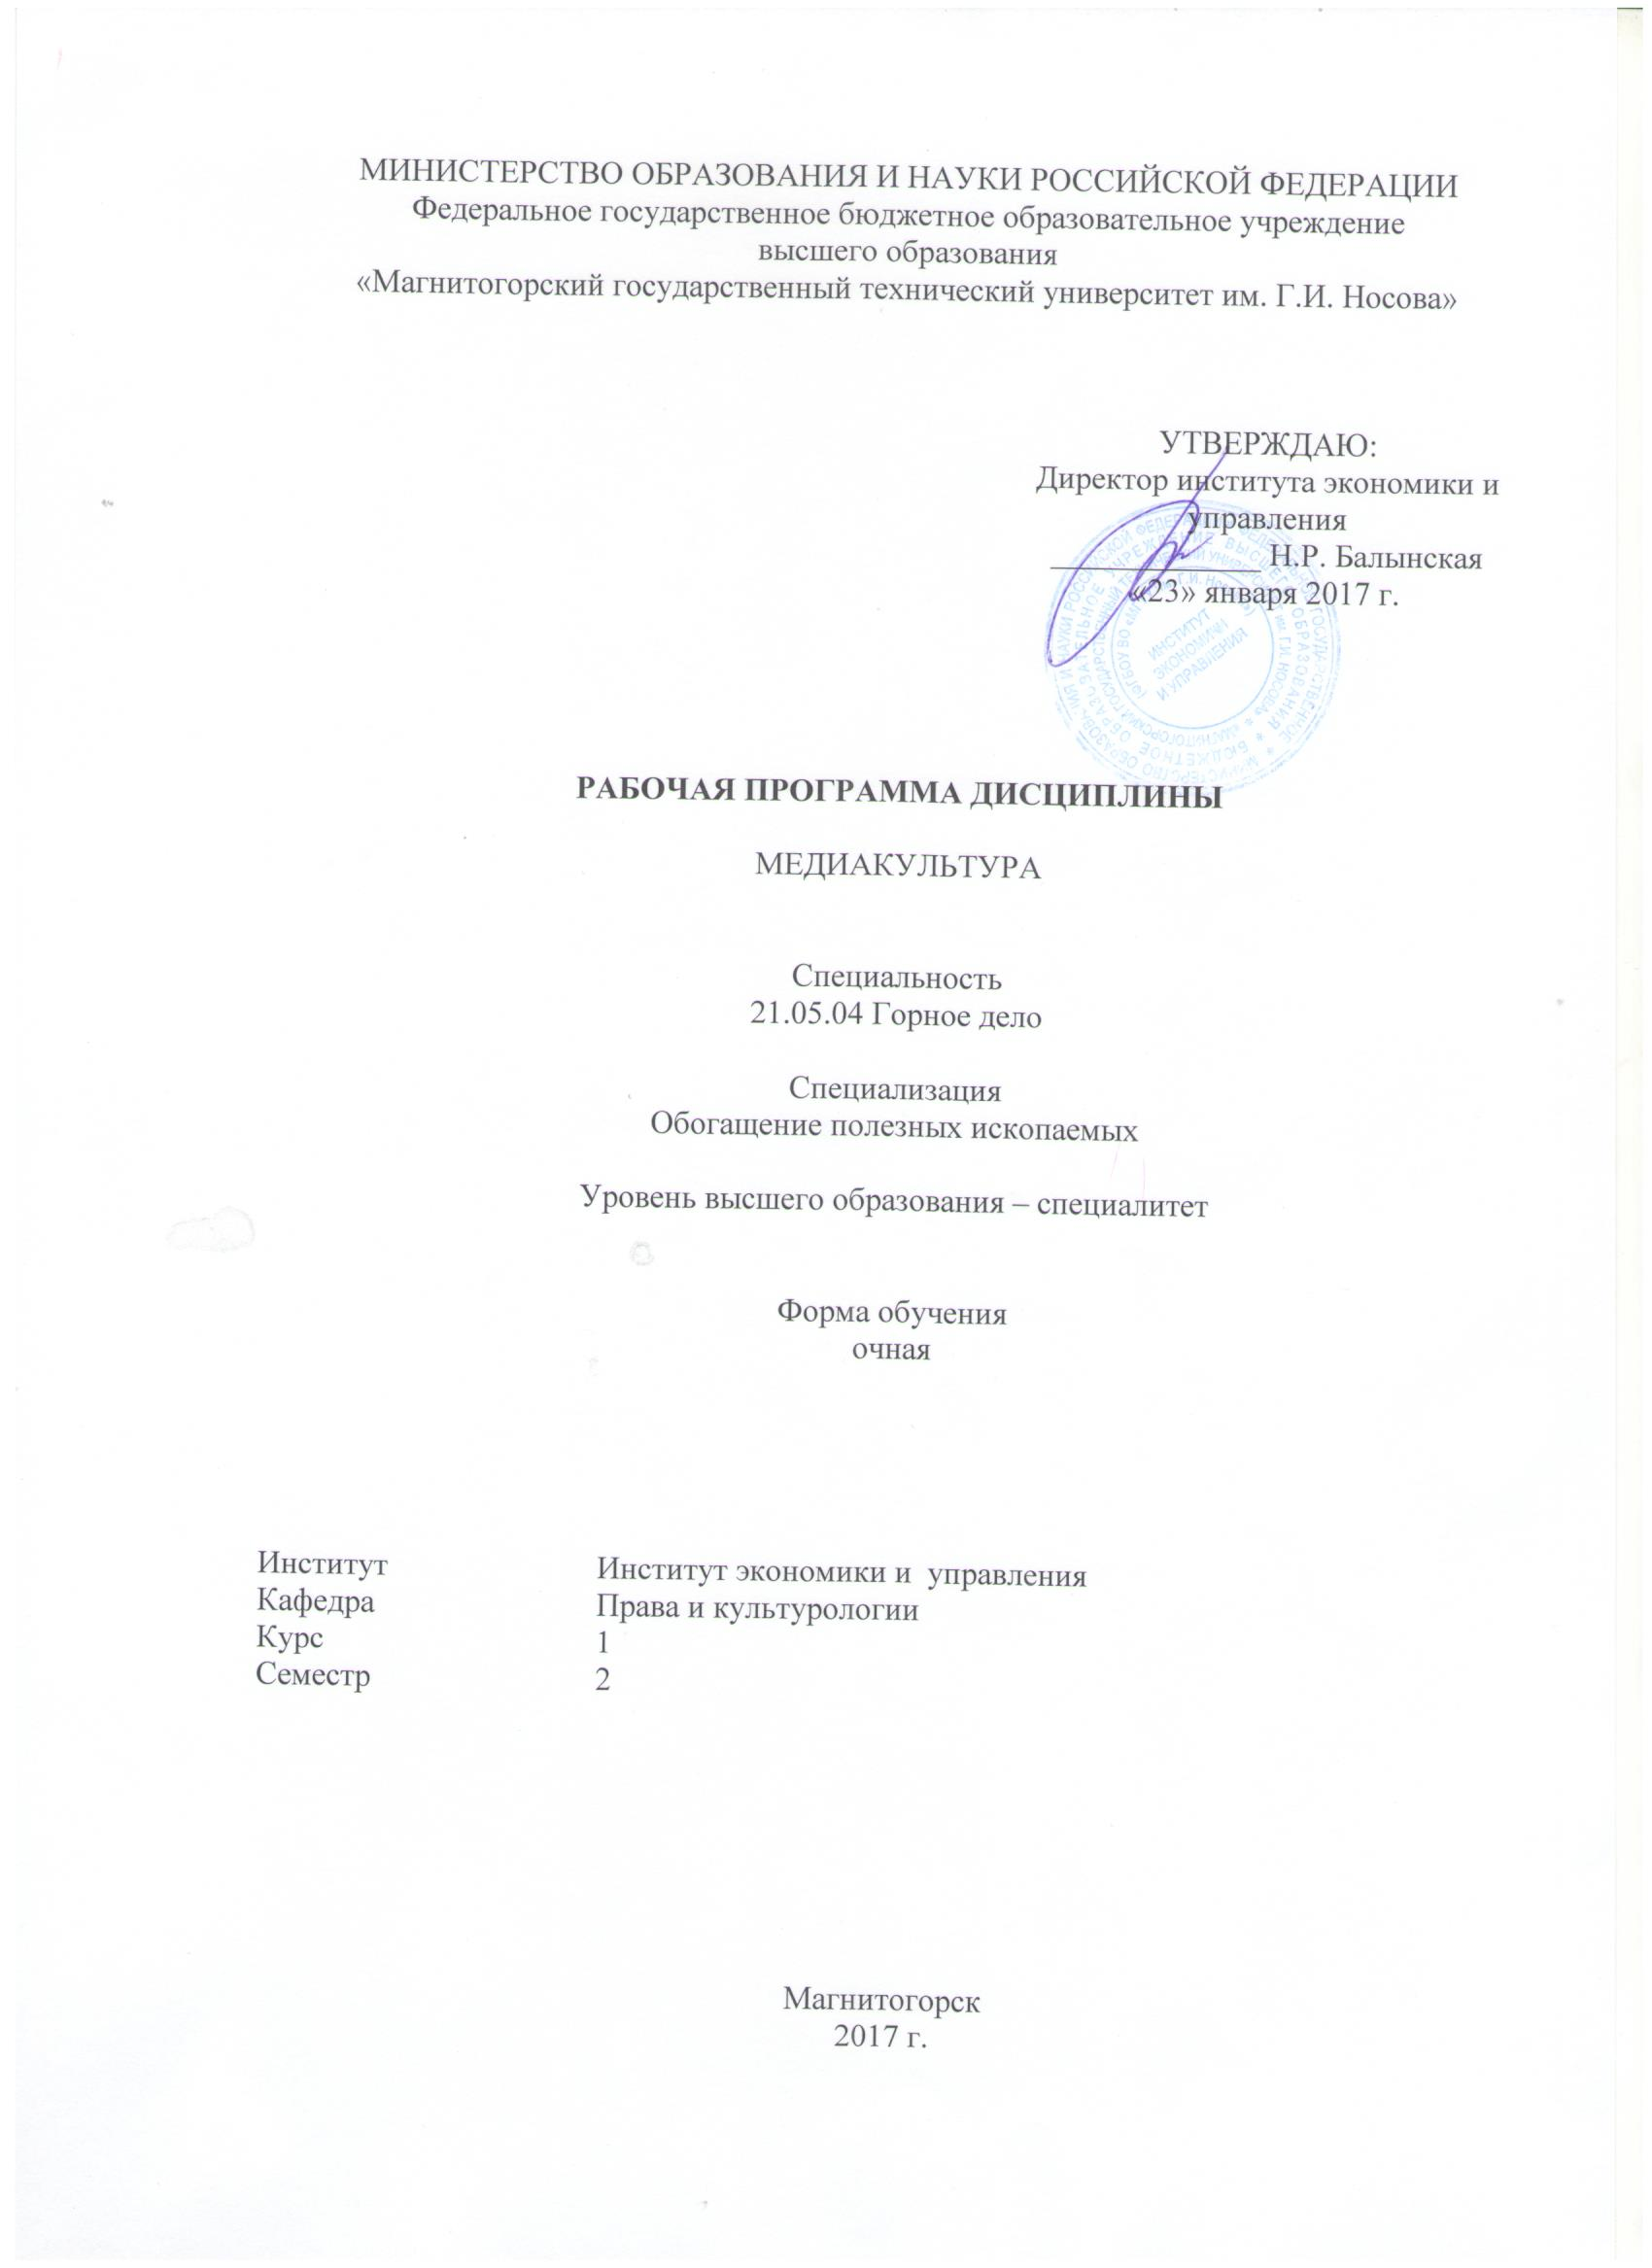 МИНИСТЕРСТВО ОБРАЗОВАНИЯ И НАУКИ РОССИЙСКОЙ ФЕДЕРАЦИИ
Федеральное государственное бюджетное образовательное учреждение
высшего образования
«Магнитогорский государственный технический университет им. Г.И. Носова»
УТВЕРЖДАЮ:
Директор института экономики и
управления
Н.Р. Балынская
«23» января 2017 г.
ИНСТИТУТ
ЭКОНОМИКИ
И УПРАВЛЕНИЯ
РАБОЧАЯ ПРОГРАММА ДИСЦИПЛИНЫ
МЕДИАКУЛЬТУРА
Специальность
21.05.04 Горное дело
Специализация
Обогащение полезных ископаемых
Уровень высшего образования – специалитет
Форма обучения
очная
Институт Институт экономики и управления
Кафедра Права и культурологии
Курс 1
Семестр 2
Магнитогорск
2017 г.